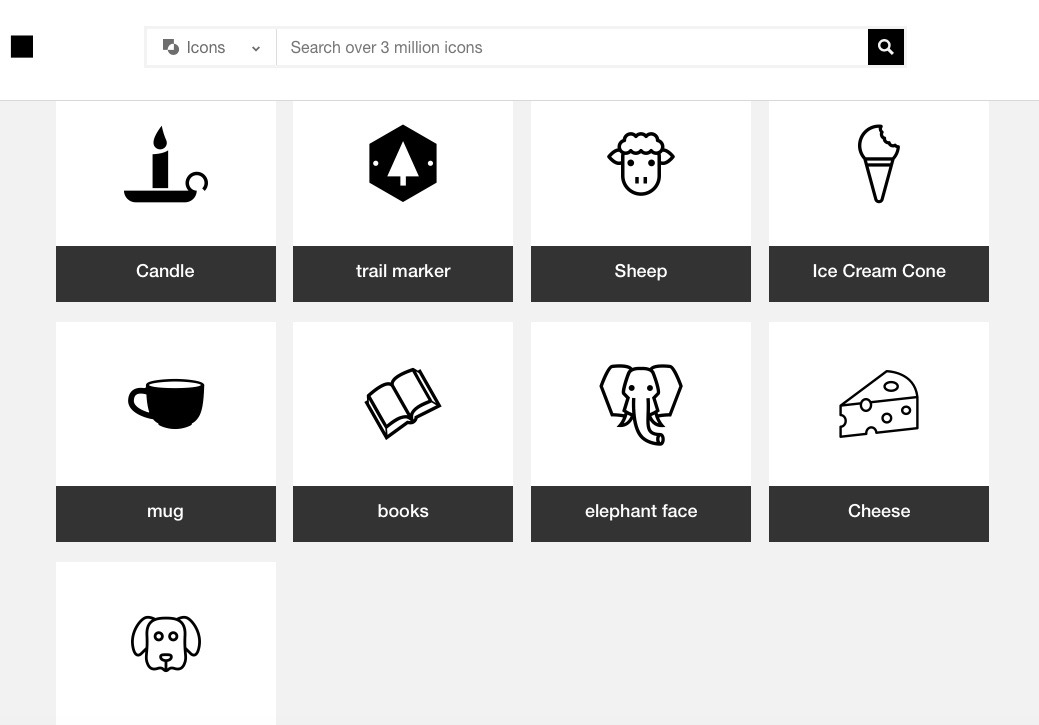 Icons
Search over 3 million icons
Candle
trail marker
Sheep
Ice Cream Cone
mug
books
elephant face
Cheese